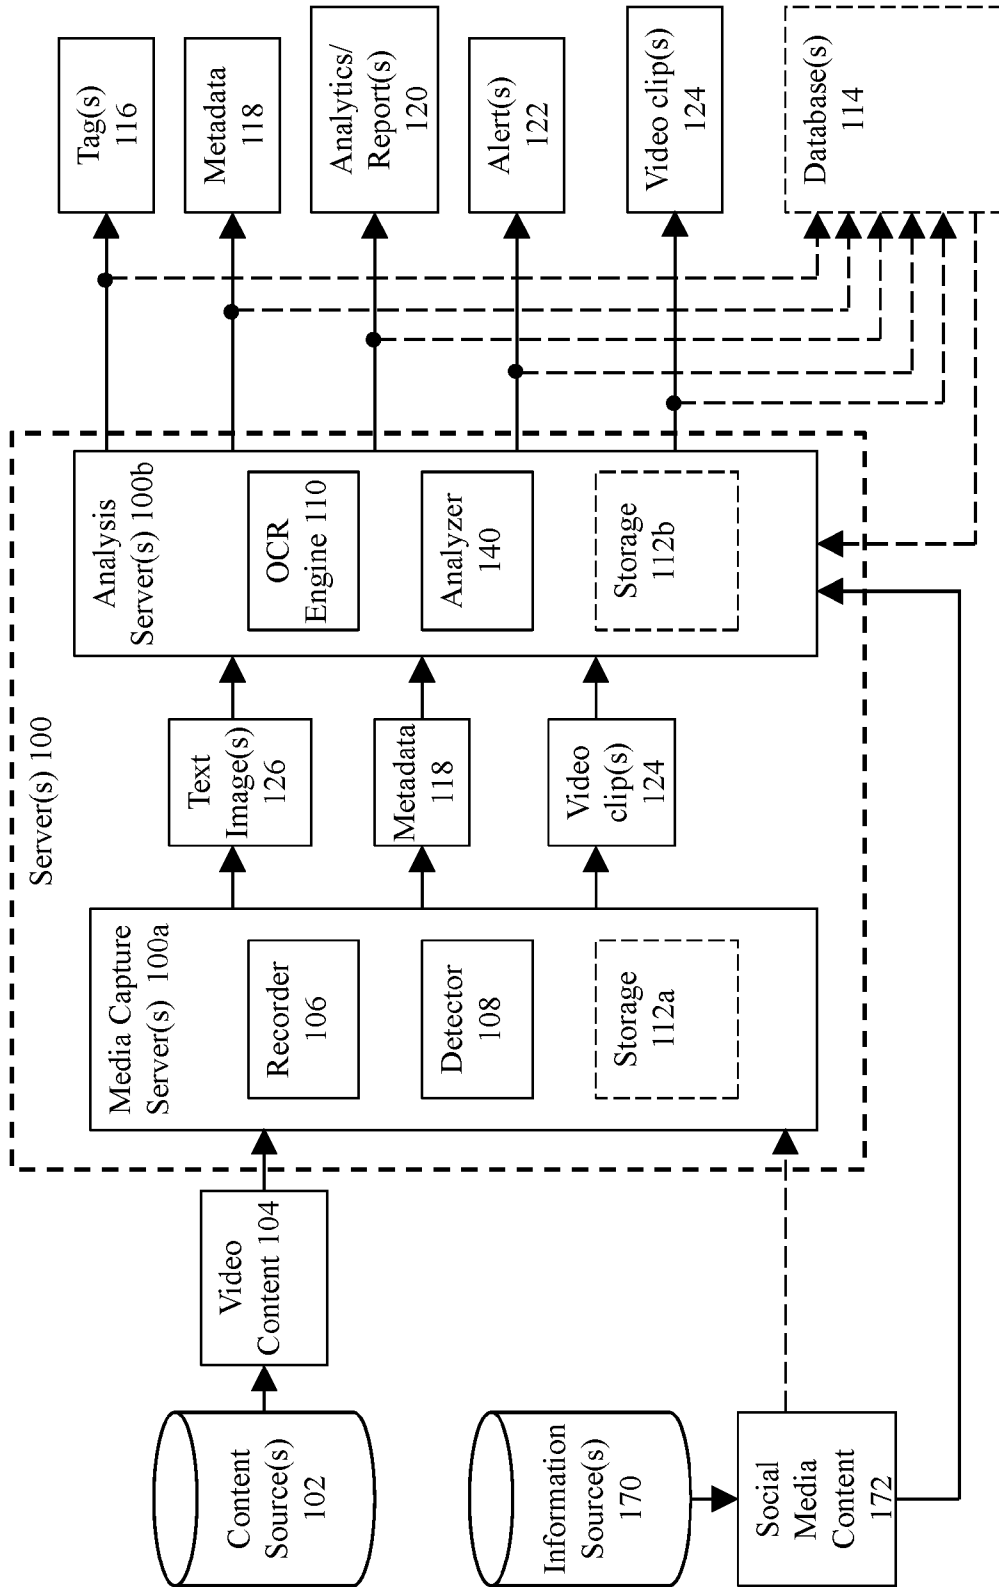 Server(s) 100
Content
Source(s)
102
Video
Content 104
Media Capture
Server(s) 100a
Recorder
106
Detector
108
Storage
112a
Text
Image(s)
126
Metadata
118
Video
clip(s)
124
Analysis
Server(s) 100b
OCR
Engine 110
Analyzer
140
Storage
112b
Tag(s)
116
Metadata
118
Analytics/
Report(s)
120
Alert(s)
122
Video clip(s)
124
Database(s)
114
Information
Source(s)
170
Social
Media
Content
172